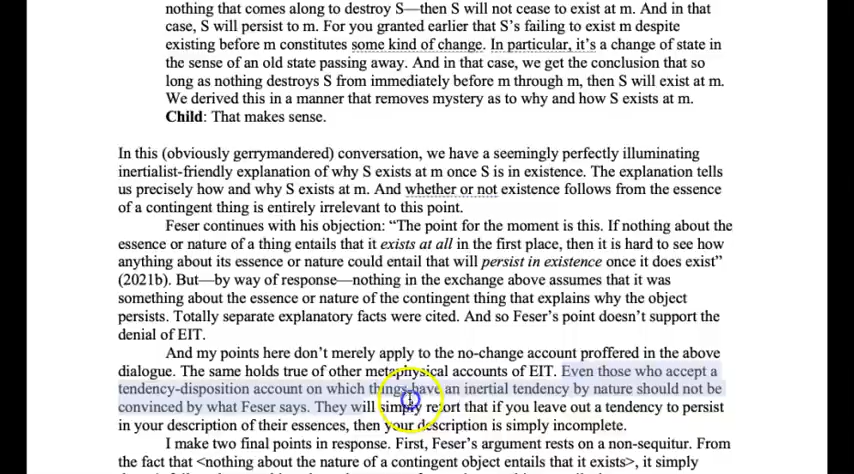 nothing that comes along to destroy S—then S will not cease to exist at m. And in that
case, S will persist to m. For you granted earlier that S's failing to exist m despite
existing before m constitutes some kind of change. In particular, it's a change of state in
the sense of an old state passing away. And in that case, we get the conclusion that so
long as nothing destroys S from immediately before m through m, then S will exist at m.
We derived this in a manner that removes mystery as to why and how S exists at m.
Child: That makes sense.
In this (obviously gerrymandered) conversation, we have a seemingly perfectly illuminating
inertialist-friendly explanation of why S exists at m once S is in existence. The explanation tells
us precisely how and why S exists at m. And whether or not existence follows from the essence
of a contingent thing is entirely irrelevant to this point.
Feser continues with his objection: “The point for the moment is this. If nothing about the
essence or nature of a thing entails that it exists at all in the first place, then it is hard to see how
anything about its essence or nature could entail that will persist in existence once it does exist”
(2021b). But—by way of response—nothing in the exchange above assumes that it was
something about the essence or nature of the contingent thing that explains why the object
persists. Totally separate explanatory facts were cited. And so Feser's point doesn't support the
denial of EIT.
And my points here don't merely apply to the no-change account proffered in the above
dialogue. The same holds true of other metaphysical accounts of EIT. Even those who accept a
tendency-disposition account on which things have an inertial tendency by nature should not be
convinced by what Feser says. They will simply retort that if you leave out a tendency to persist
in your description of their essences, then your description is simply incomplete.
I make two final points in response. First, Feser's argument rests on a non-sequitur. From
the fact that <nothing about the nature of a contingent object entails that it exists>, it simply